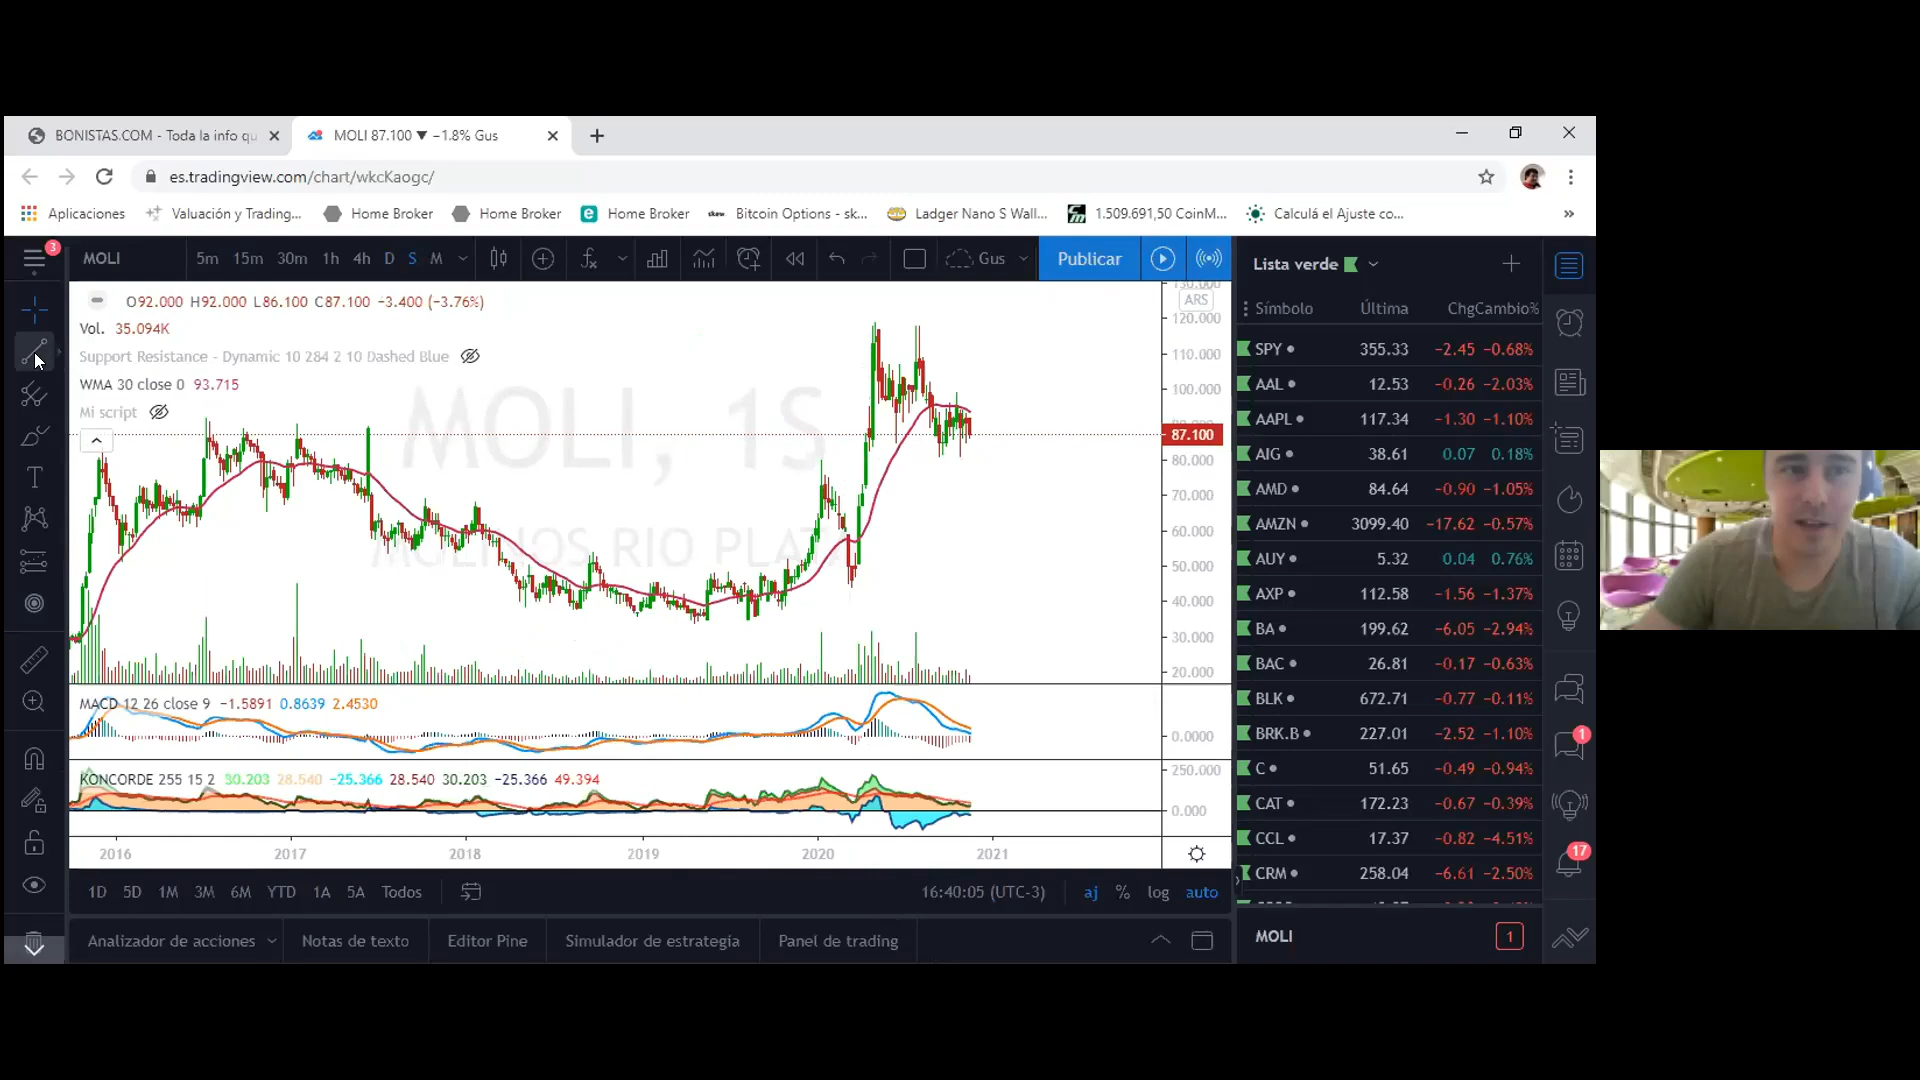 BONISTAS.COM - Toda la info qu
MOLI 87.100 ▼ −1.8% Gus
es.tradingview.com/chart/wkcKaogc/
Aplicaciones
Valuación y Trading...
Home Broker
Home Broker
Home Broker
Bitcoin Options - sk...
Ladger Nano S Wall...
1.509.691,50 CoinM...
Calculá el Ajuste co...
»
3
MOLI
5m 15m 30m 1h 4h D S M
Gus
Publicar
O92.000 H92.000 L86.100 C87.100 −3.400 (−3.76%)
Vol. 35.094K
Support Resistance - Dynamic 10 284 2 10 Dashed Blue
WMA 30 close 0 93.715
Mi script
MOLI, 1S
MOLINOS RIO PLATA
130.000
ARS
120.000
110.000
100.000
87.100
80.000
70.000
60.000
50.000
40.000
30.000
20.000
MACD 12 26 close 9 −1.5891 0.8639 2.4530
0.0000
KONCORDE 255 15 2 30.203 28.540 −25.366 28.540 30.203 −25.366 49.394
250.000
0.000
2016 2017 2018 2019 2020 2021
1D 5D 1M 3M 6M YTD 1A 5A Todos
16:40:05 (UTC-3)
aj % log auto
Analizador de acciones
Notas de texto
Editor Pine
Simulador de estrategia
Panel de trading
Lista verde
Símbolo Última Chg Cambio%
SPY 355.33 −2.45 −0.68%
AAL 12.53 −0.26 −2.03%
AAPL 117.34 −1.30 −1.10%
AIG 38.61 0.07 0.18%
AMD 84.64 −0.90 −1.05%
AMZN 3099.40 −17.62 −0.57%
AUY 5.32 0.04 0.76%
AXP 112.58 −1.56 −1.37%
BA 199.62 −6.05 −2.94%
BAC 26.81 −0.17 −0.63%
BLK 672.71 −0.77 −0.11%
BRK.B 227.01 −2.52 −1.10%
C 51.65 −0.49 −0.94%
CAT 172.23 −0.67 −0.39%
CCL 17.37 −0.82 −4.51%
CRM 258.04 −6.61 −2.50%
MOLI
1
1
17